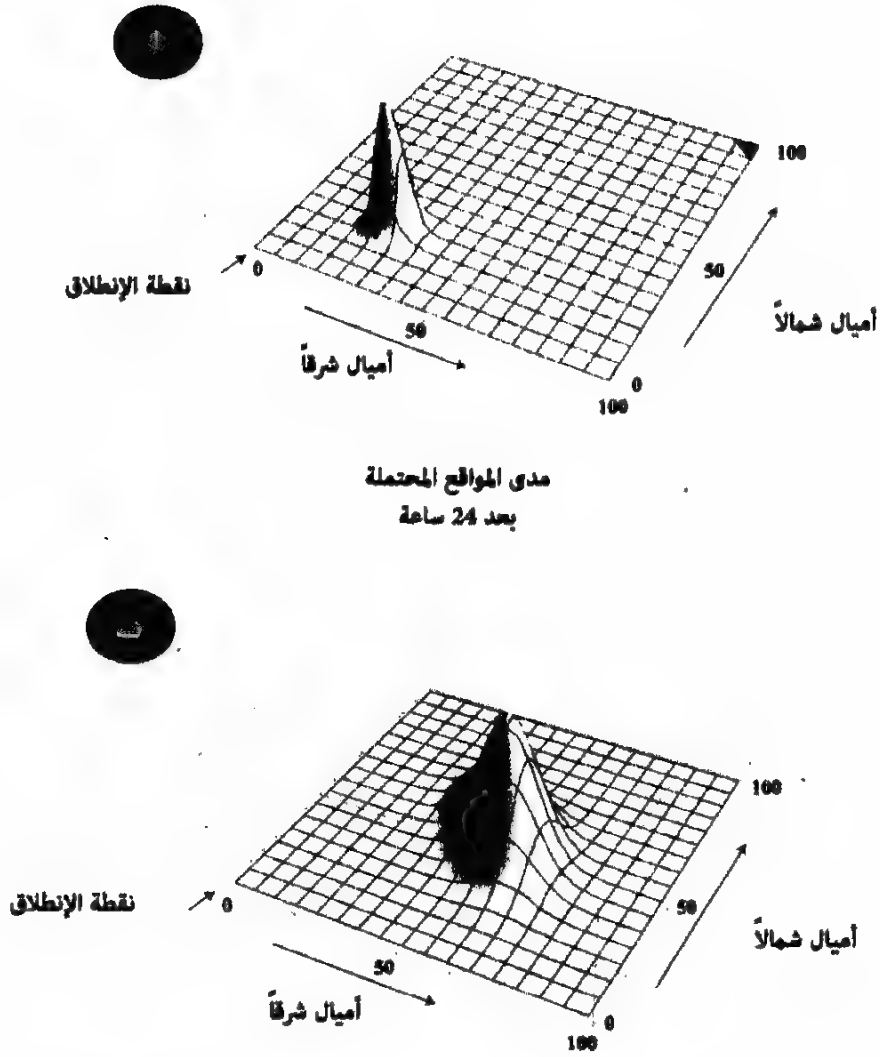 100
50
أميال شمالاً
نقطة الإنطلاق
0
50
أميال شرقاً
0
100
مدى المواقع المحتملة
بعد 24 ساعة
100
50
أميال شمالاً
نقطة الإنطلاق
0
50
أميال شرقاً
0
100